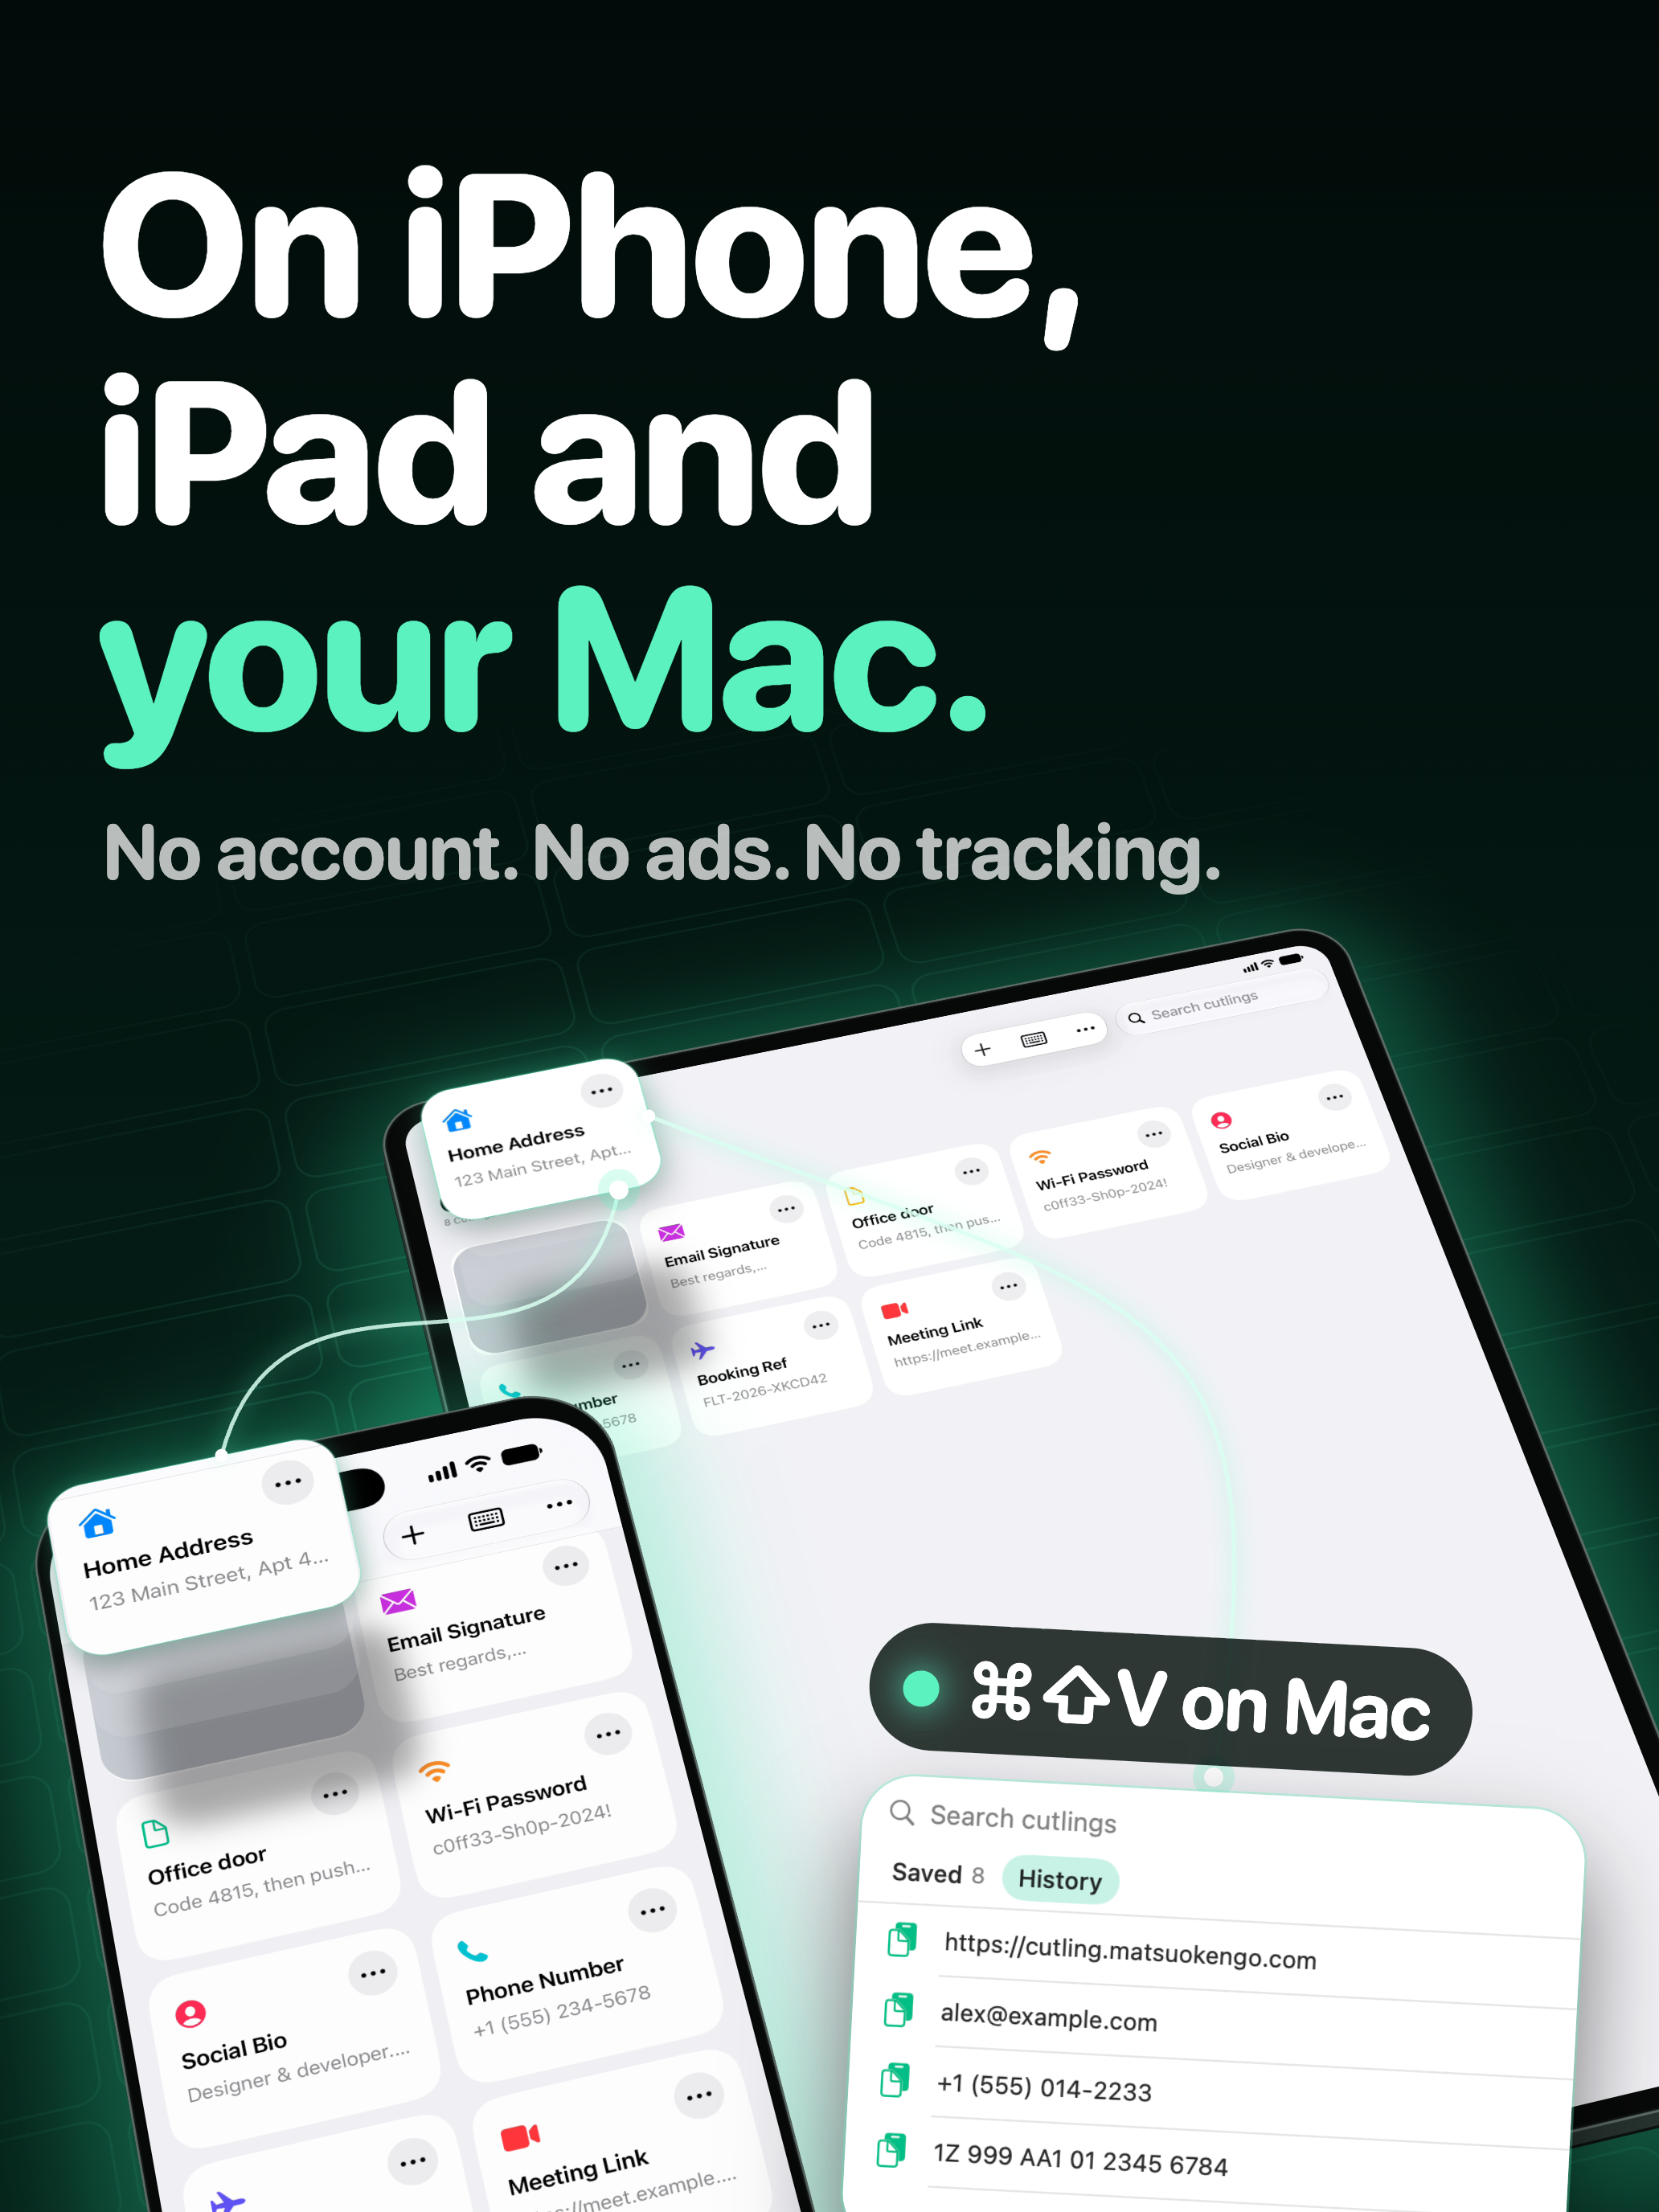 On iPhone,
iPad and
your Mac.
No account. No ads. No tracking.
Search cutlings
Home Address
123 Main Street, Apt...
Email Signature
Best regards,...
Office door
Code 4815, then pus...
Wi-Fi Password
c0ff33-Sh0p-2024!
Social Bio
Designer & develope...
5678
Booking Ref
FLT-2026-XKCD42
Meeting Link
https://meet.example...
Home Address
123 Main Street, Apt 4...
Email Signature
Best regards,...
Office door
Code 4815, then push...
Wi-Fi Password
c0ff33-Sh0p-2024!
Social Bio
Designer & developer....
Phone Number
+1 (555) 234-5678
Meeting Link
://meet.example....
⌘⇧V on Mac
Search cutlings
Saved 8 History
https://cutling.matsuokengo.com
alex@example.com
+1 (555) 014-2233
1Z 999 AA1 01 2345 6784